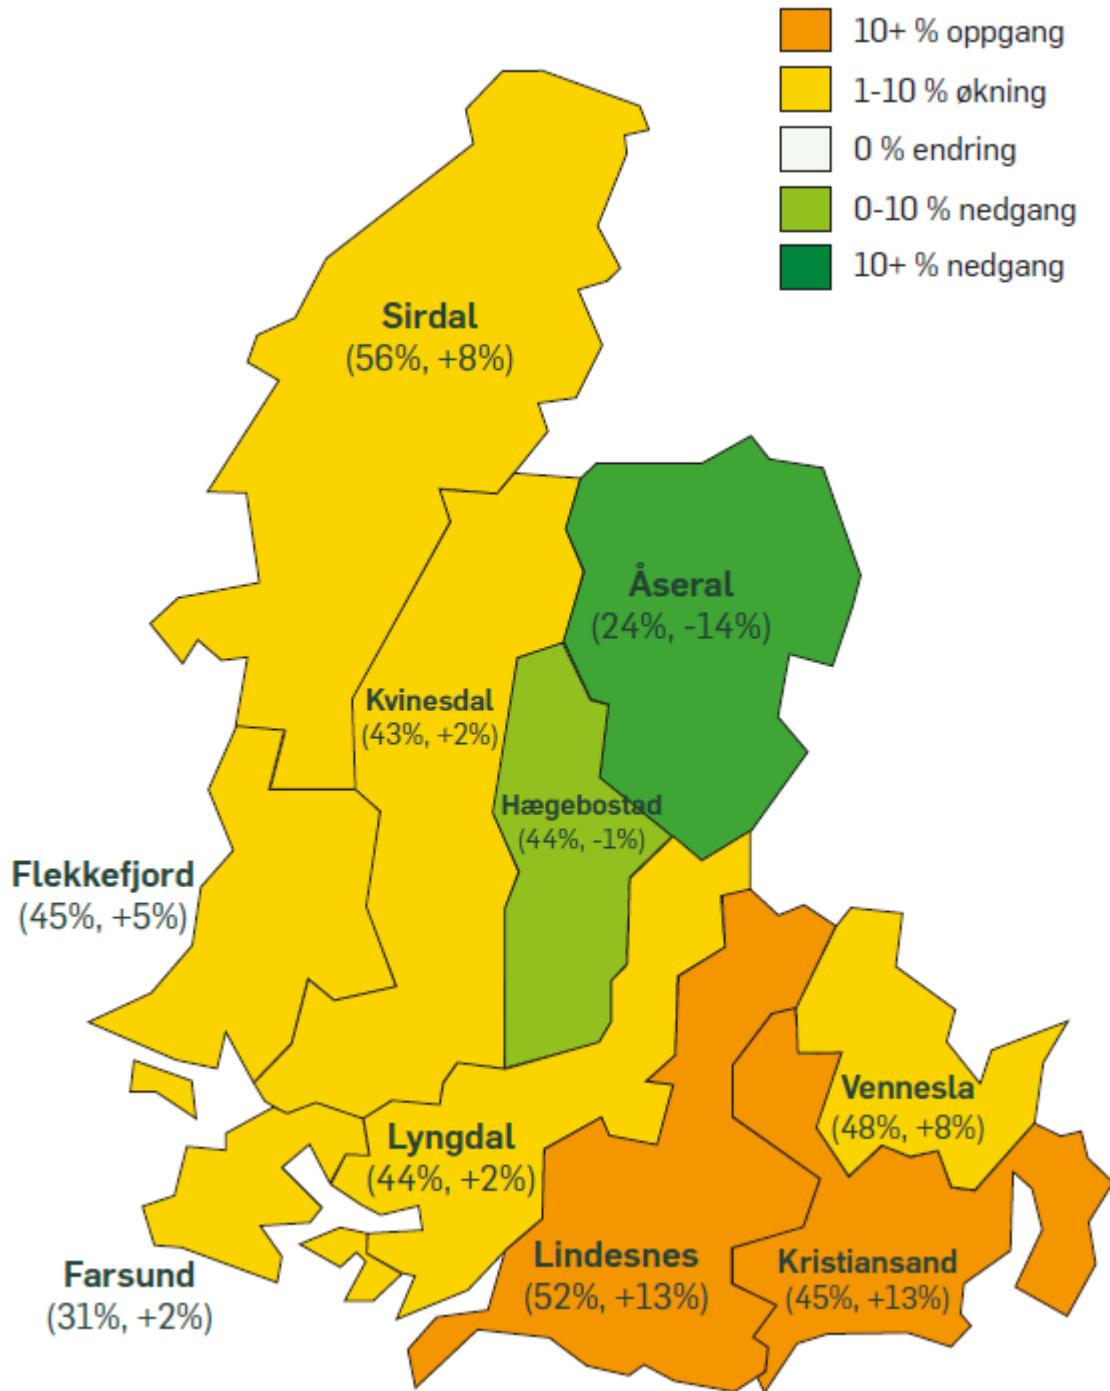 10+ % oppgang
1-10 % økning
0 % endring
0-10 % nedgang
10+ % nedgang
Sirdal
(56%, +8%)
Åseral
(24%, -14%)
Kvinesdal
(43%, +2%)
Hægebostad
(44%, -1%)
Flekkefjord
(45%, +5%)
Vennesla
(48%, +8%)
Lyngdal
(44%, +2%)
Lindesnes
(52%, +13%)
Kristiansand
(45%, +13%)
Farsund
(31%, +2%)